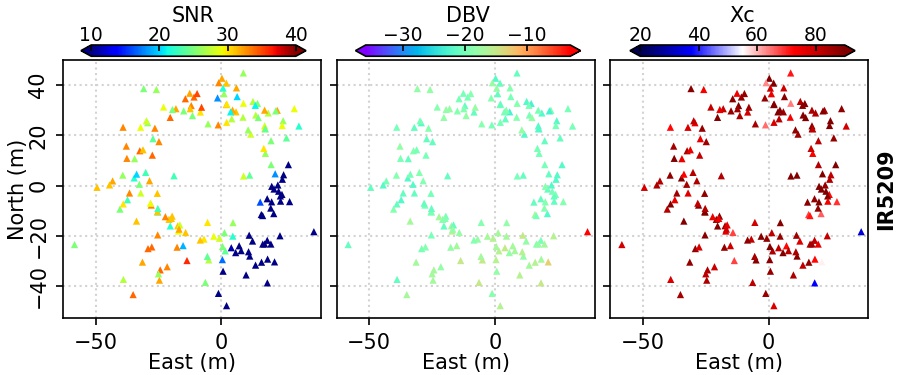 SNR
DBV
Xc
10 20 30 40
−30 −20 −10
20 40 60 80
North (m)
40
20
0
−20
−40
IR5209
−50 0
−50 0
−50 0
East (m)
East (m)
East (m)